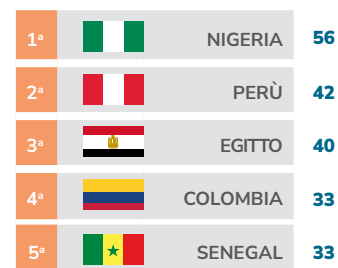 1ª NIGERIA 56
2ª PERÙ 42
3ª EGITTO 40
4ª COLOMBIA 33
5ª SENEGAL 33